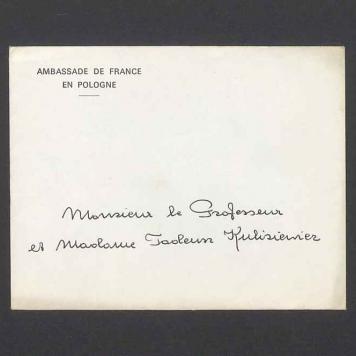 AMBASSADE DE FRANCE
EN POLOGNE
Monsieur le Professeur
et Madame Tadeusz Kulisiewicz